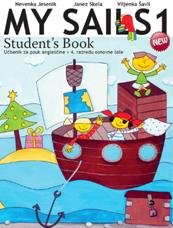 Nevenka Jesenik Janez Skela Viljenka Šavli
MY SAILS 1
NEW
Student's Book
Učbenik za pouk angleščine v 4. razredu osnovne šole